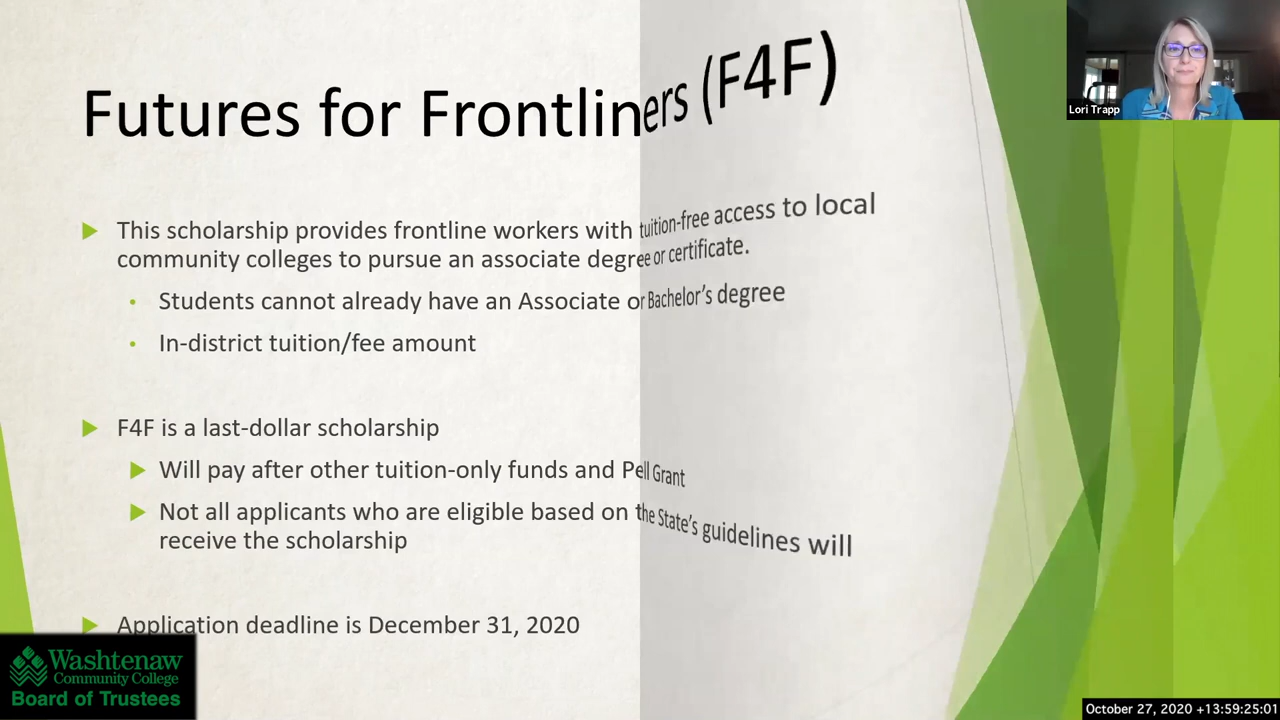 Futures for Frontliners (F4F)
This scholarship provides frontline workers with tuition-free access to local
community colleges to pursue an associate degree or certificate.
Students cannot already have an Associate or Bachelor's degree
In-district tuition/fee amount
F4F is a last-dollar scholarship
Will pay after other tuition-only funds and Pell Grant
Not all applicants who are eligible based on the State's guidelines will
receive the scholarship
Application deadline is December 31, 2020
Lori Trapp
Washtenaw
Community College
Board of Trustees
October 27, 2020 +13:59:25:01